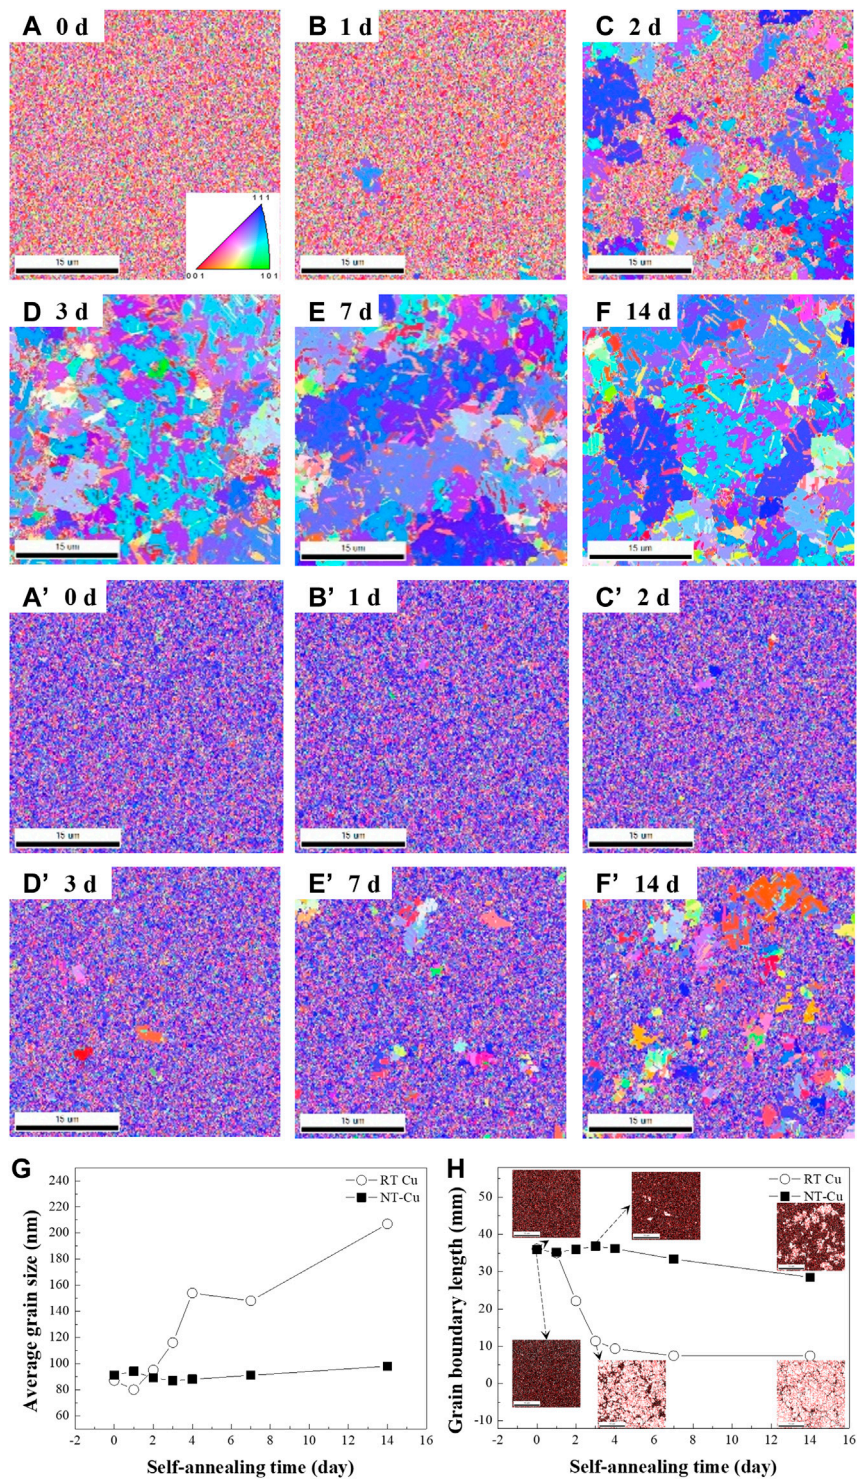 A 0 d
B 1 d
C 2 d
1 1 1
0 0 1
1 0 1
15 um
15 um
15 um
D 3 d
E 7 d
F 14 d
15 um
15 um
15 um
A’ 0 d
B’ 1 d
C’ 2 d
15 um
15 um
15 um
D’ 3 d
E’ 7 d
F’ 14 d
15 um
15 um
15 um
G
RT Cu
NT-Cu
Average grain size (nm)
240
220
200
180
160
140
120
100
80
60
-2 0 2 4 6 8 10 12 14 16
Self-annealing time (day)
H
RT Cu
NT-Cu
Grain boundary length (mm)
50
40
30
20
10
0
-10
-2 0 2 4 6 8 10 12 14 16
Self-annealing time (day)